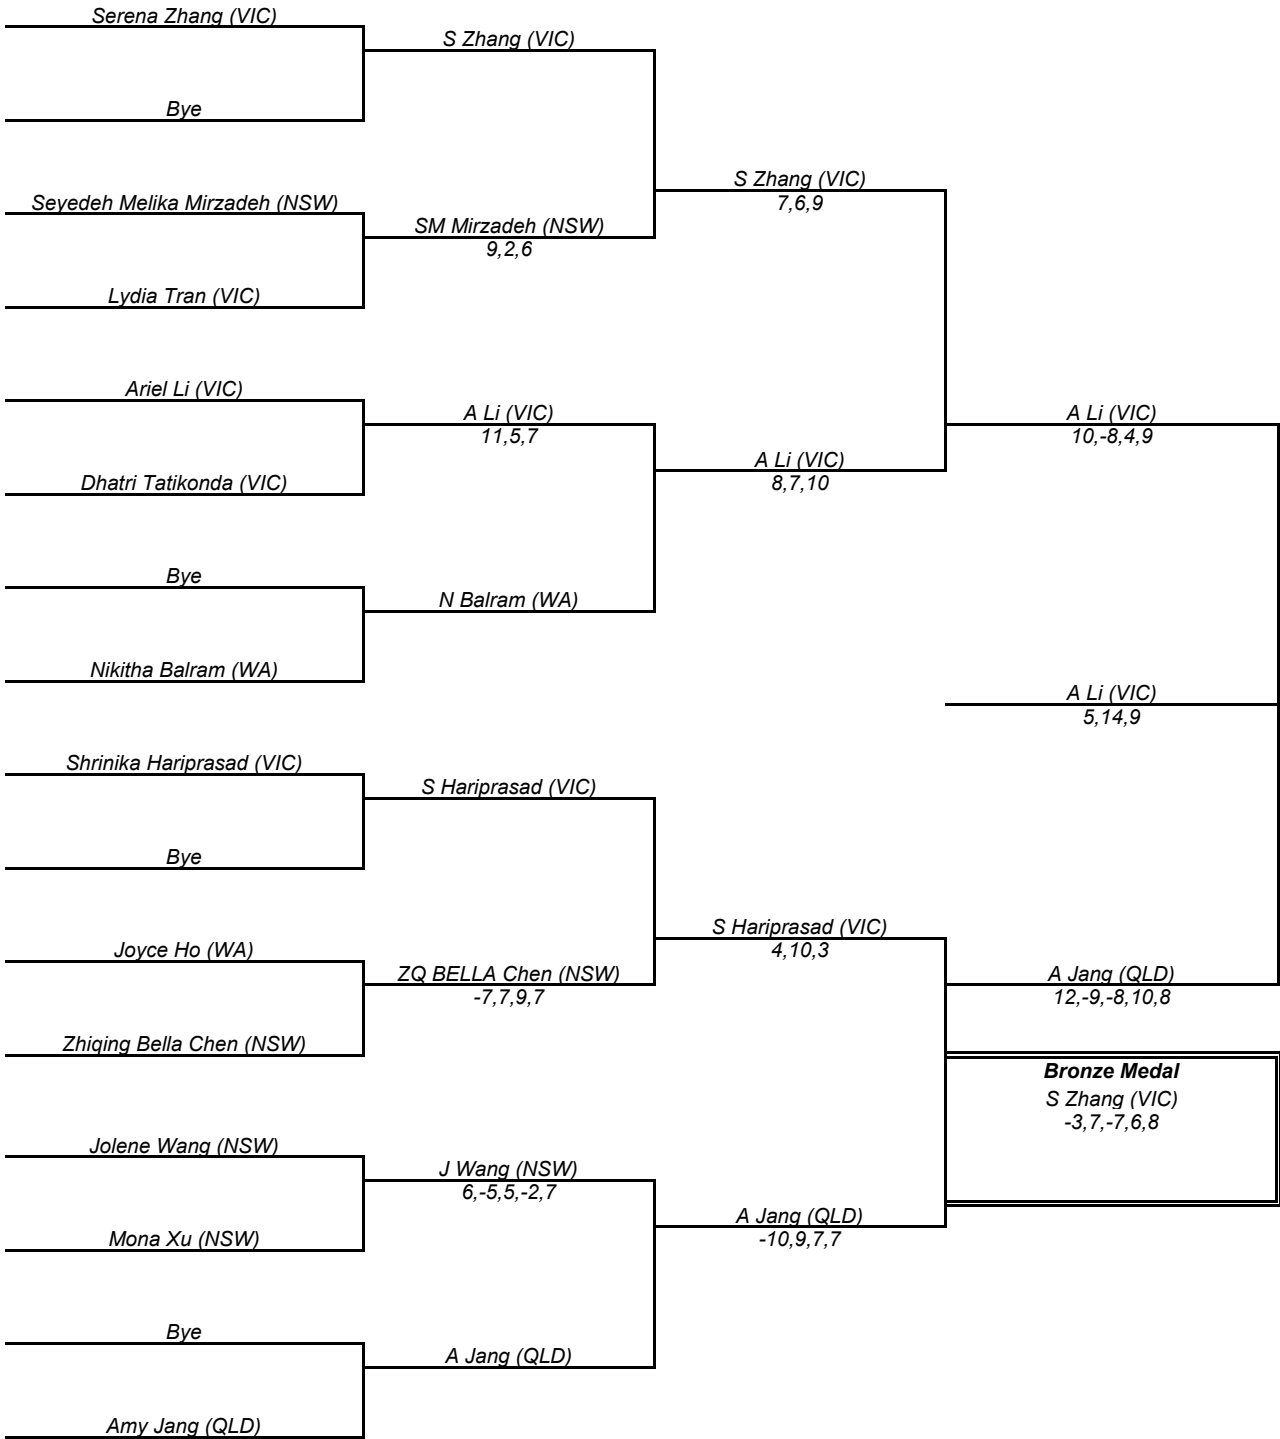 Serena Zhang (VIC)
S Zhang (VIC)
Bye
S Zhang (VIC)
7,6,9
Seyedeh Melika Mirzadeh (NSW)
SM Mirzadeh (NSW)
9,2,6
Lydia Tran (VIC)
Ariel Li (VIC)
A Li (VIC)
11,5,7
A Li (VIC)
10,-8,4,9
A Li (VIC)
8,7,10
Dhatri Tatikonda (VIC)
Bye
N Balram (WA)
Nikitha Balram (WA)
A Li (VIC)
5,14,9
Shrinika Hariprasad (VIC)
S Hariprasad (VIC)
Bye
S Hariprasad (VIC)
4,10,3
Joyce Ho (WA)
ZQ BELLA Chen (NSW)
-7,7,9,7
A Jang (QLD)
12,-9,-8,10,8
Zhiqing Bella Chen (NSW)
Bronze Medal
S Zhang (VIC)
-3,7,-7,6,8
Jolene Wang (NSW)
J Wang (NSW)
6,-5,5,-2,7
A Jang (QLD)
-10,9,7,7
Mona Xu (NSW)
Bye
A Jang (QLD)
Amy Jang (QLD)